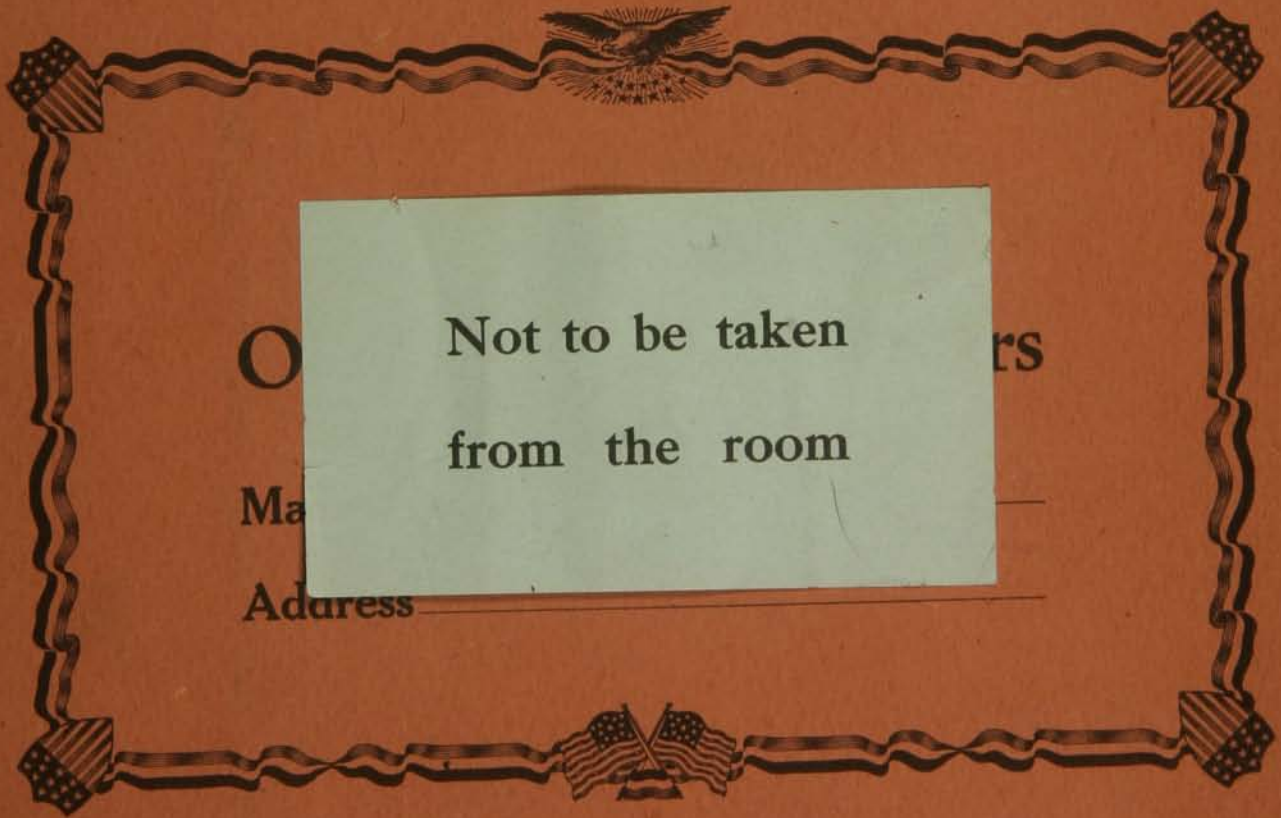 O
rs
Not to be taken
from the room
Ma
Address